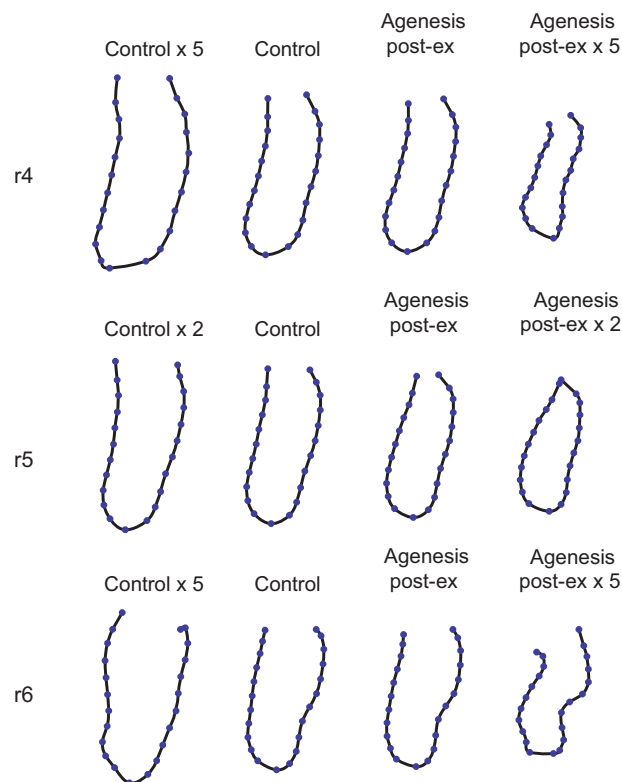 Control x 5 Control Agenesis post-ex Agenesis post-ex x 5
r4
Control x 2 Control Agenesis post-ex Agenesis post-ex x 2
r5
Control x 5 Control Agenesis post-ex Agenesis post-ex x 5
r6